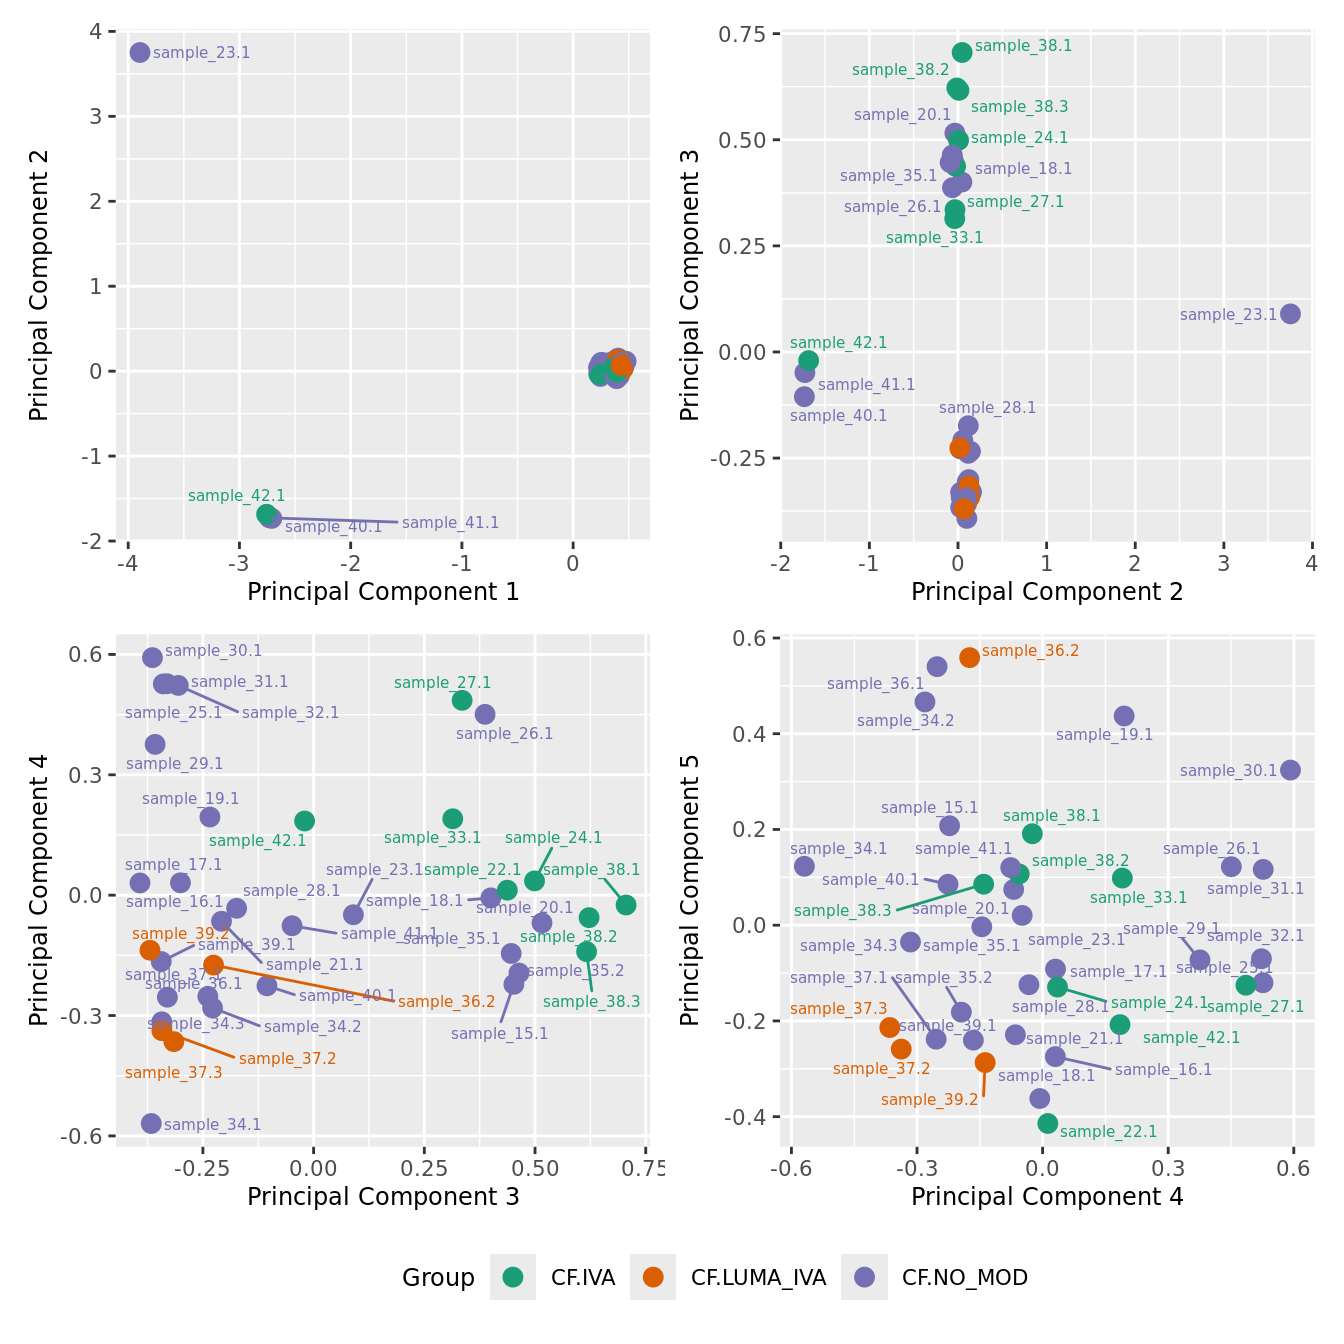 4
3
2
1
0
-1
-2
sample_23.1
sample_42.1
sample_40.1
sample_41.1
-4
-3
-2
-1
0
Principal Component 1
Principal Component 2
0.75
0.50
0.25
0.00
-0.25
sample_38.1
sample_38.2
sample_38.3
sample_20.1
sample_24.1
sample_18.1
sample_35.1
sample_27.1
sample_26.1
sample_33.1
sample_23.1
sample_42.1
sample_41.1
sample_28.1
sample_40.1
-2
-1
0
1
2
3
4
Principal Component 2
Principal Component 3
0.6
0.3
0.0
-0.3
-0.6
sample_30.1
sample_31.1
sample_25.1
sample_32.1
sample_27.1
sample_26.1
sample_29.1
sample_19.1
sample_42.1
sample_33.1
sample_24.1
sample_17.1
sample_23.1
sample_22.1
sample_38.1
sample_28.1
sample_16.1
sample_18.1
sample_20.1
sample_39.2
sample_39.1
sample_41.1
sample_35.1
sample_38.2
sample_21.1
sample_37.1
sample_35.2
sample_36.1
sample_40.1
sample_36.2
sample_38.3
sample_34.3
sample_34.2
sample_15.1
sample_37.2
sample_37.3
sample_34.1
-0.25
0.00
0.25
0.50
0.75
Principal Component 3
Principal Component 4
0.6
0.4
0.2
0.0
-0.2
-0.4
sample_36.2
sample_36.1
sample_34.2
sample_19.1
sample_30.1
sample_15.1
sample_38.1
sample_34.1
sample_41.1
sample_26.1
sample_38.2
sample_40.1
sample_31.1
sample_33.1
sample_38.3
sample_20.1
sample_29.1
sample_32.1
sample_34.3
sample_35.1
sample_23.1
sample_25.1
sample_17.1
sample_37.1
sample_35.2
sample_24.1
sample_28.1
sample_27.1
sample_37.3
sample_39.1
sample_21.1
sample_42.1
sample_37.2
sample_18.1
sample_16.1
sample_39.2
sample_22.1
-0.6
-0.3
0.0
0.3
0.6
Principal Component 4
Principal Component 5
Group
CF.IVA
CF.LUMA_IVA
CF.NO_MOD